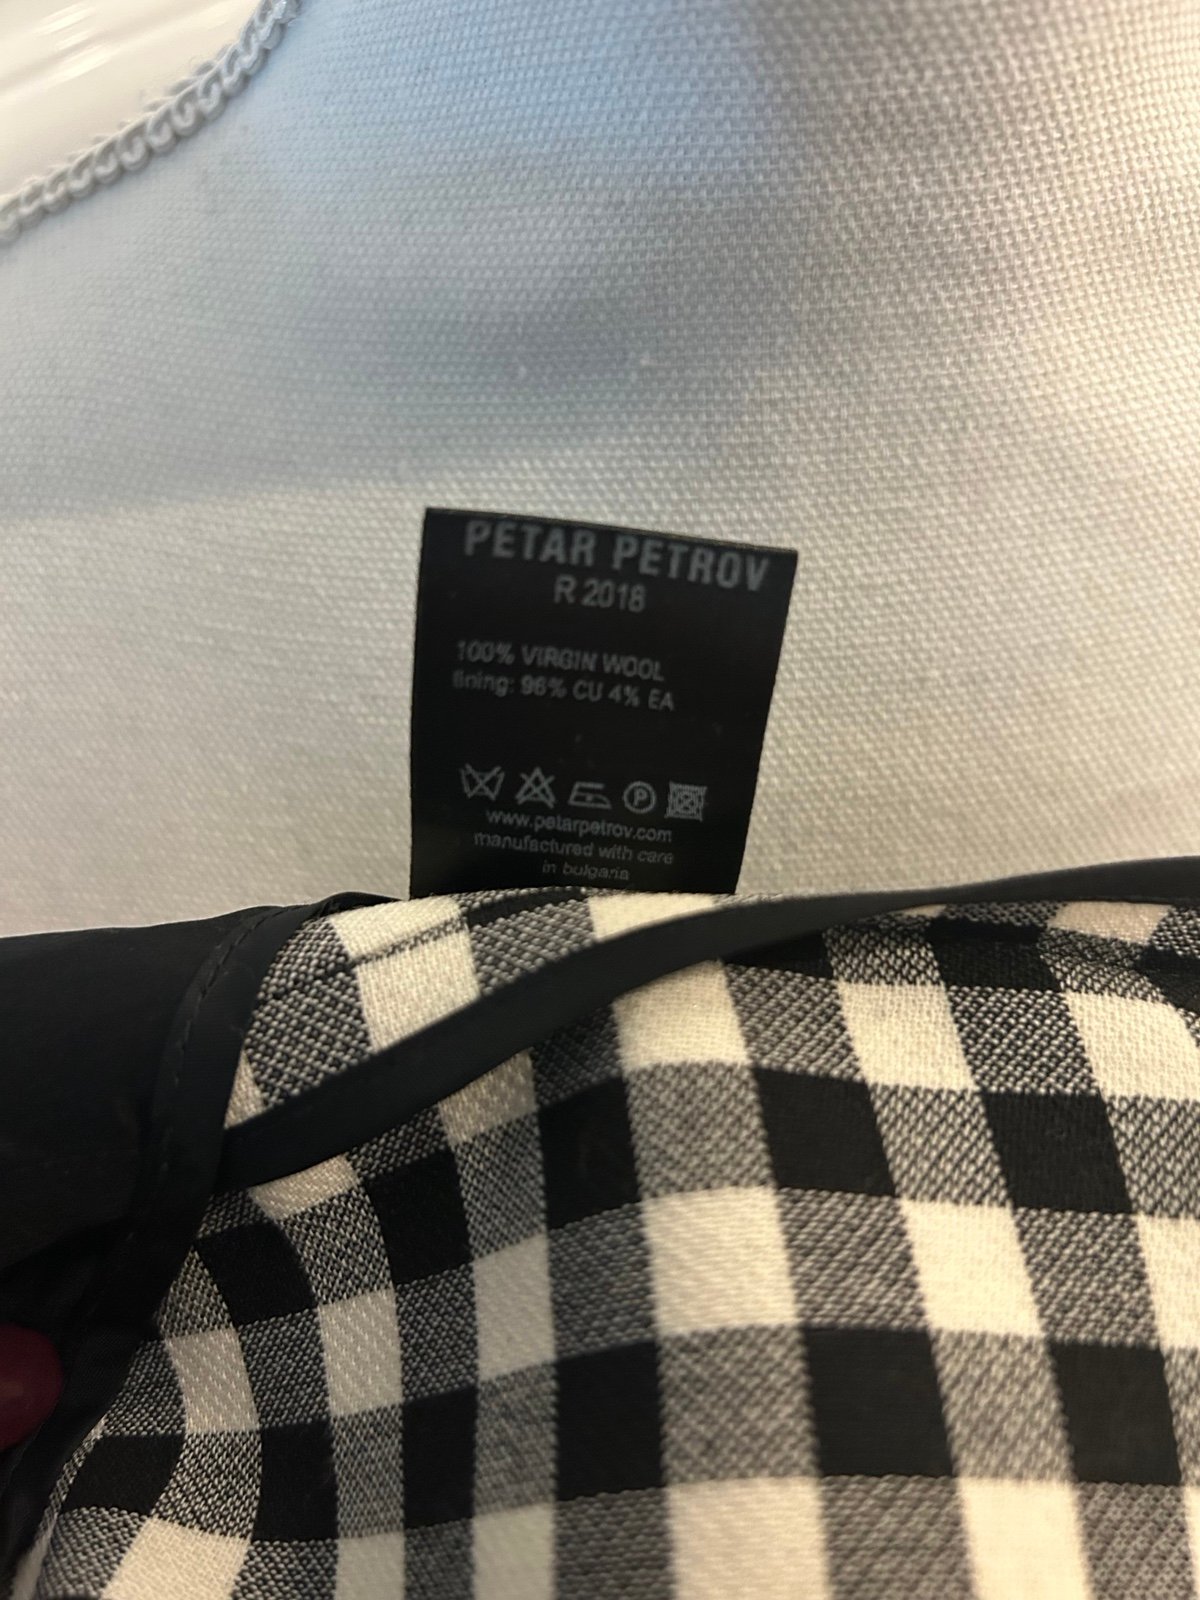 PETAR PETROV
R 2018
100% VIRGIN WOOL
lining: 96% CU 4% EA
P
www.petarpetrov.com
manufactured with care
in bulgaria